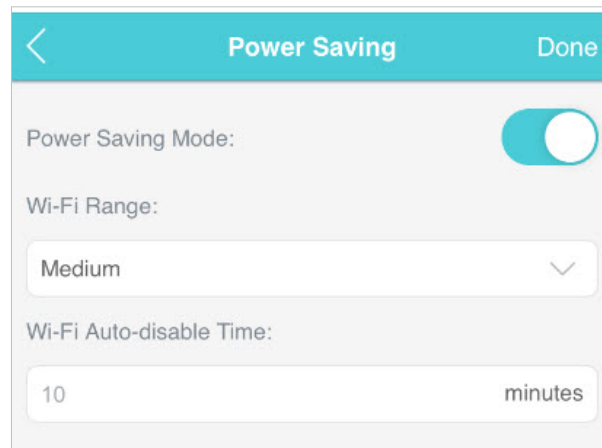 Power Saving Done
Power Saving Mode:
Wi-Fi Range:
Medium
Wi-Fi Auto-disable Time:
10 minutes